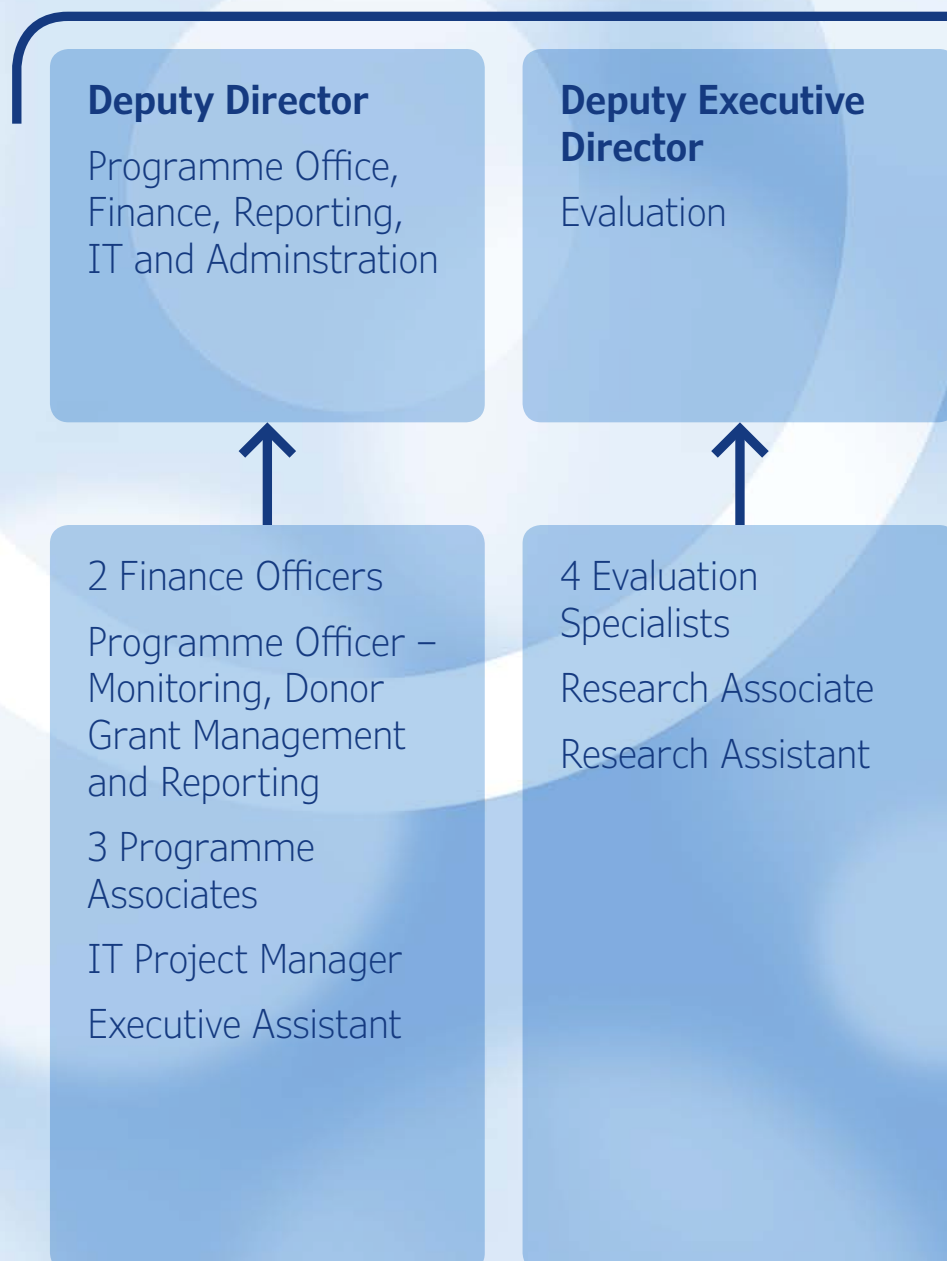 Deputy Director
Programme Office,
Finance, Reporting,
IT and Adminstration
Deputy Executive
Director
Evaluation
2 Finance Officers
Programme Officer –
Monitoring, Donor
Grant Management
and Reporting
3 Programme
Associates
IT Project Manager
Executive Assistant
4 Evaluation
Specialists
Research Associate
Research Assistant